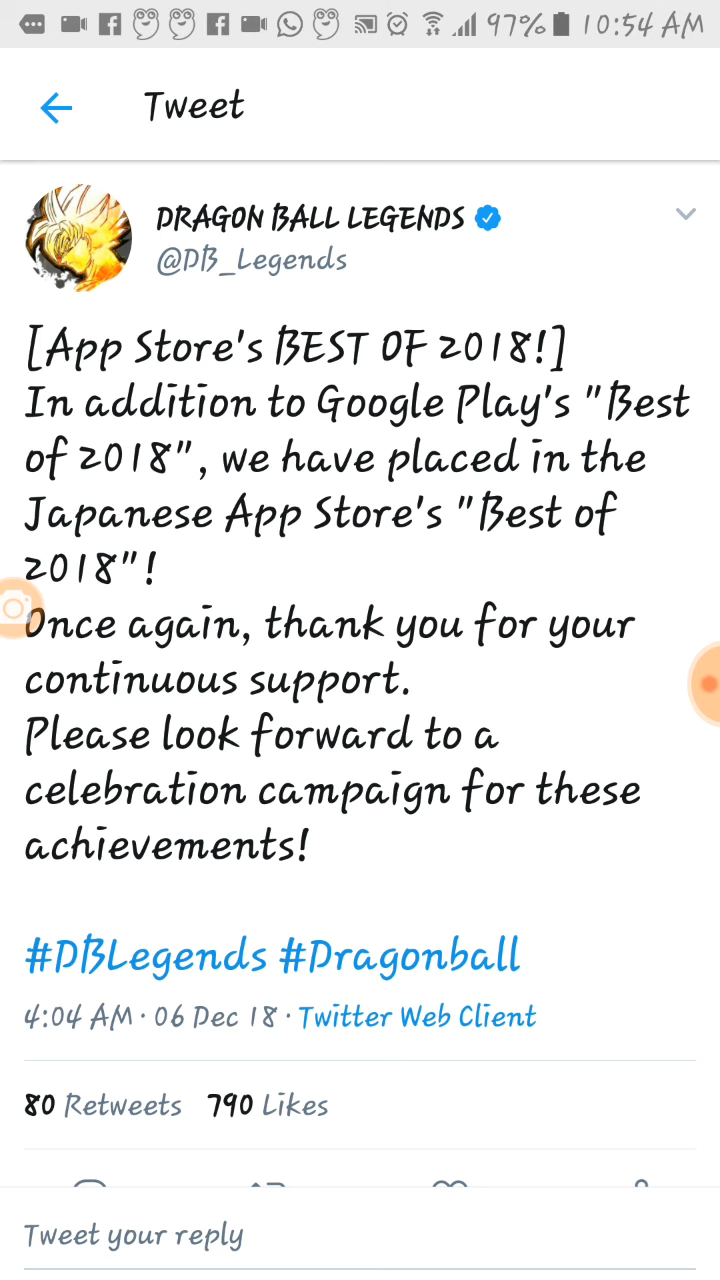 97% 10:54 AM
Tweet
DRAGON BALL LEGENDS
@DB_Legends
[App Store's BEST OF 2018!]
In addition to Google Play's "Best
of 2018", we have placed in the
Japanese App Store's "Best of
2018"!
Once again, thank you for your
continuous support.
Please look forward to a
celebration campaign for these
achievements!
#DBLegends #Dragonball
4:04 AM · 06 Dec 18 · Twitter Web Client
80 Retweets 790 Likes
Tweet your reply